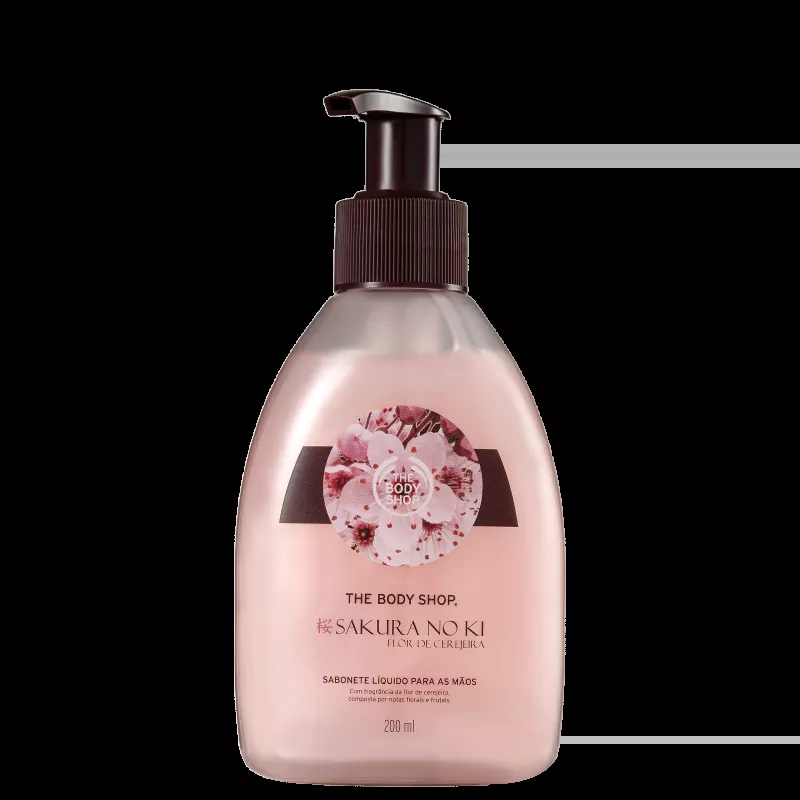 THE
BODY
SHOP
THE BODY SHOP®
桜 SAKURA NO KI
FLOR DE CEREJEIRA
SABONETE LÍQUIDO PARA AS MÃOS
Com fragrância da flor de cerejeira,
composta por notas florais e frutais.
200 ml